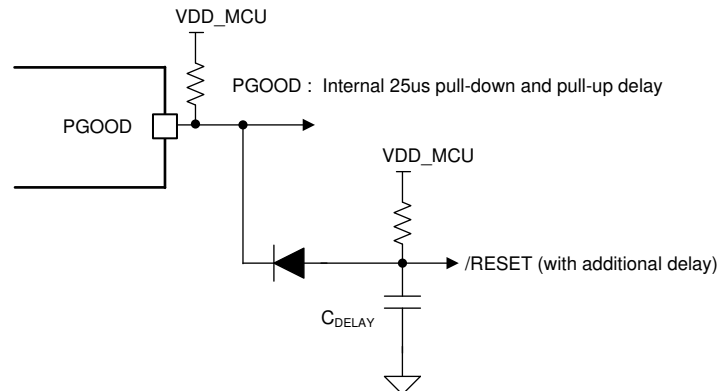 VDD_MCU
PGOOD : Internal 25us pull-down and pull-up delay
PGOOD
VDD_MCU
/RESET (with additional delay)
CDELAY